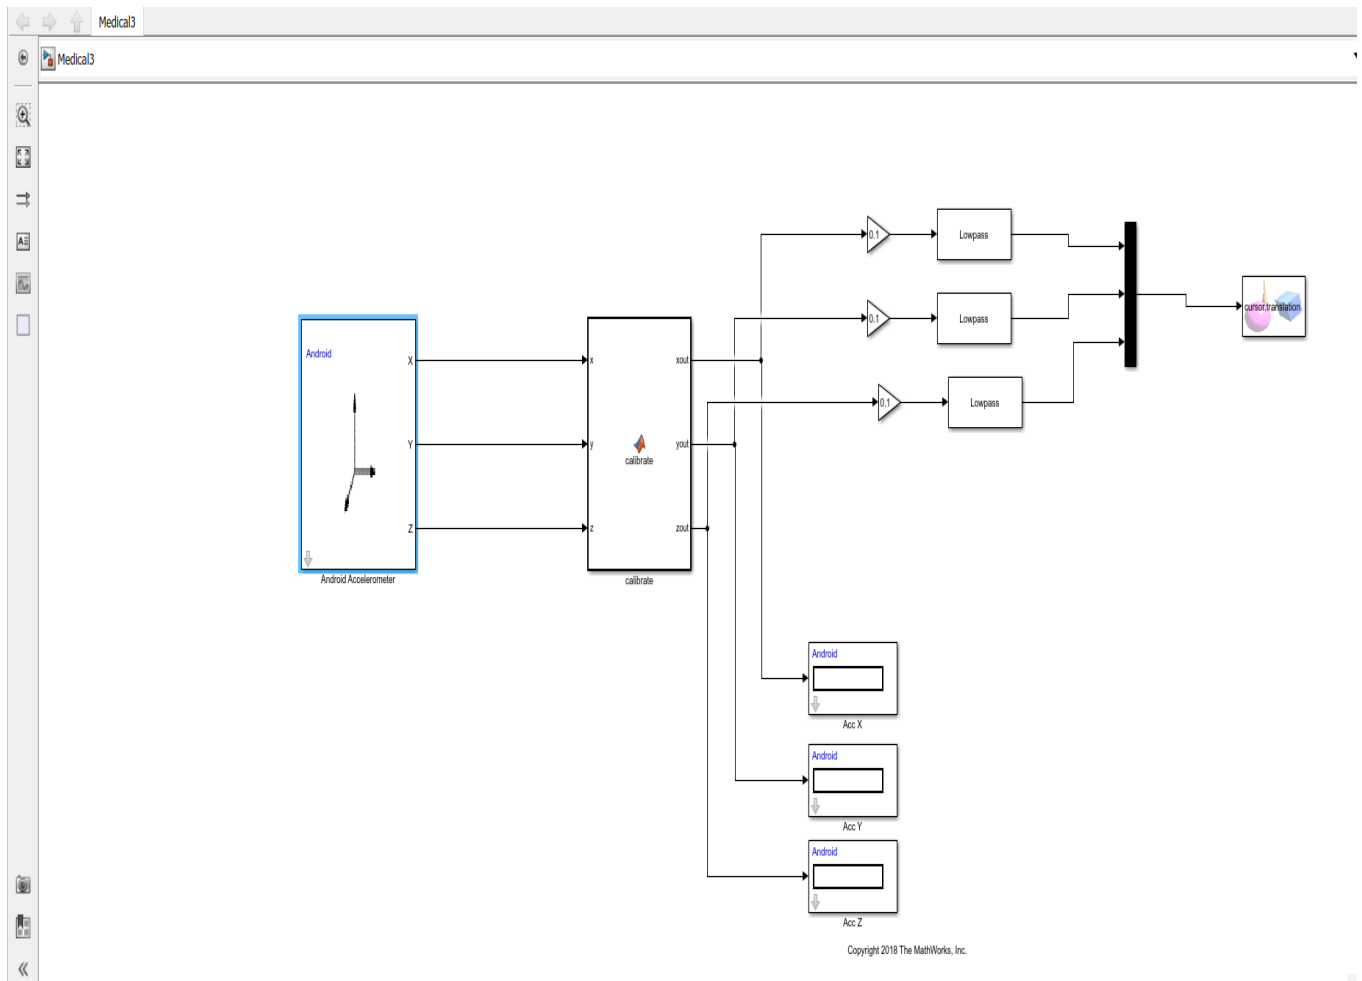 Medical3
Medical3
Android
X
Y
Z
Android Accelerometer
x
y
z
calibrate
xout
yout
zout
calibrate
0.1
Lowpass
0.1
Lowpass
0.1
Lowpass
cursor.translation
Android
Acc X
Android
Acc Y
Android
Acc Z
Copyright 2018 The MathWorks, Inc.